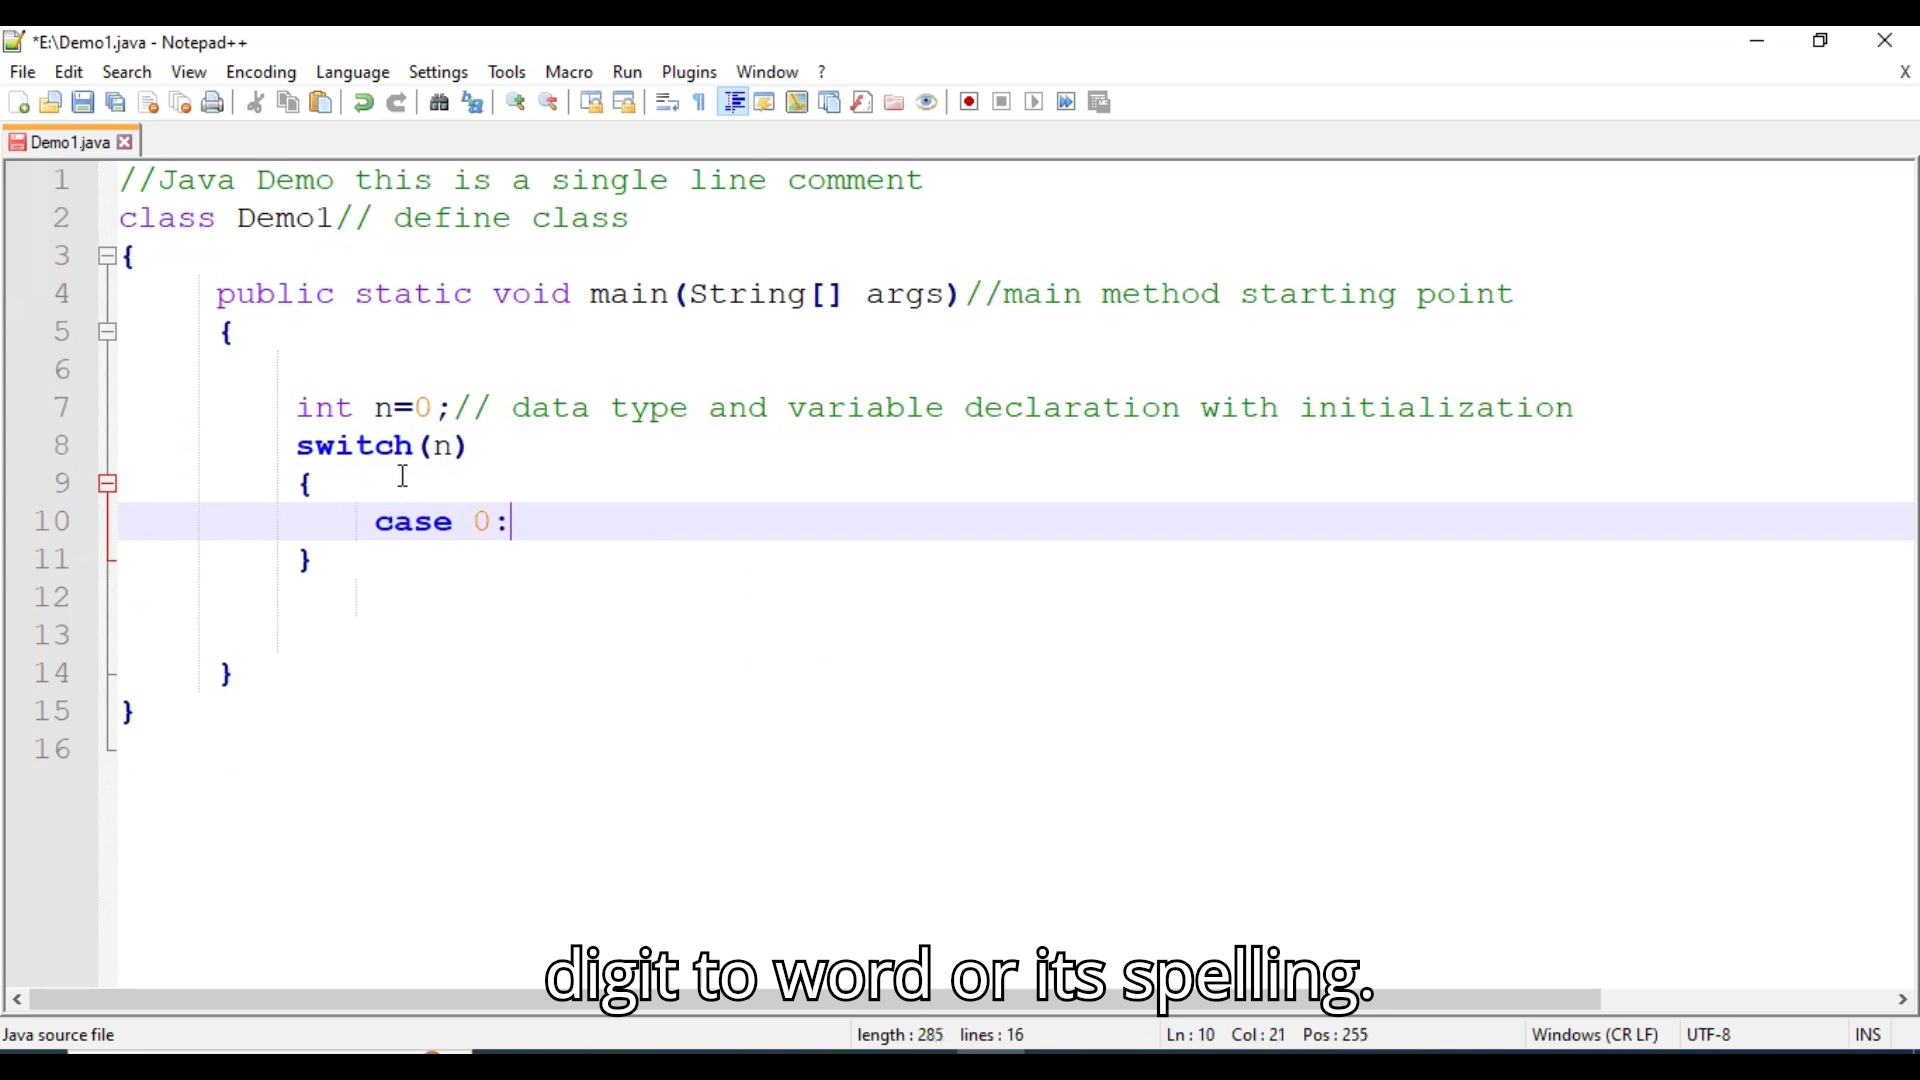 *E:\Demo1.java - Notepad++
File Edit Search View Encoding Language Settings Tools Macro Run Plugins Window ? X
Demo1.java
1 //Java Demo this is a single line comment
2 class Demo1// define class
3 {
4 public static void main(String[] args)//main method starting point
5 {
6
7 int n=0;// data type and variable declaration with initialization
8 switch(n)
9 {
10 case 0:
11 }
12
13
14 }
15 }
16
digit to word or its spelling.
Java source file length : 285 lines : 16 Ln : 10 Col : 21 Pos : 255 Windows (CR LF) UTF-8 INS